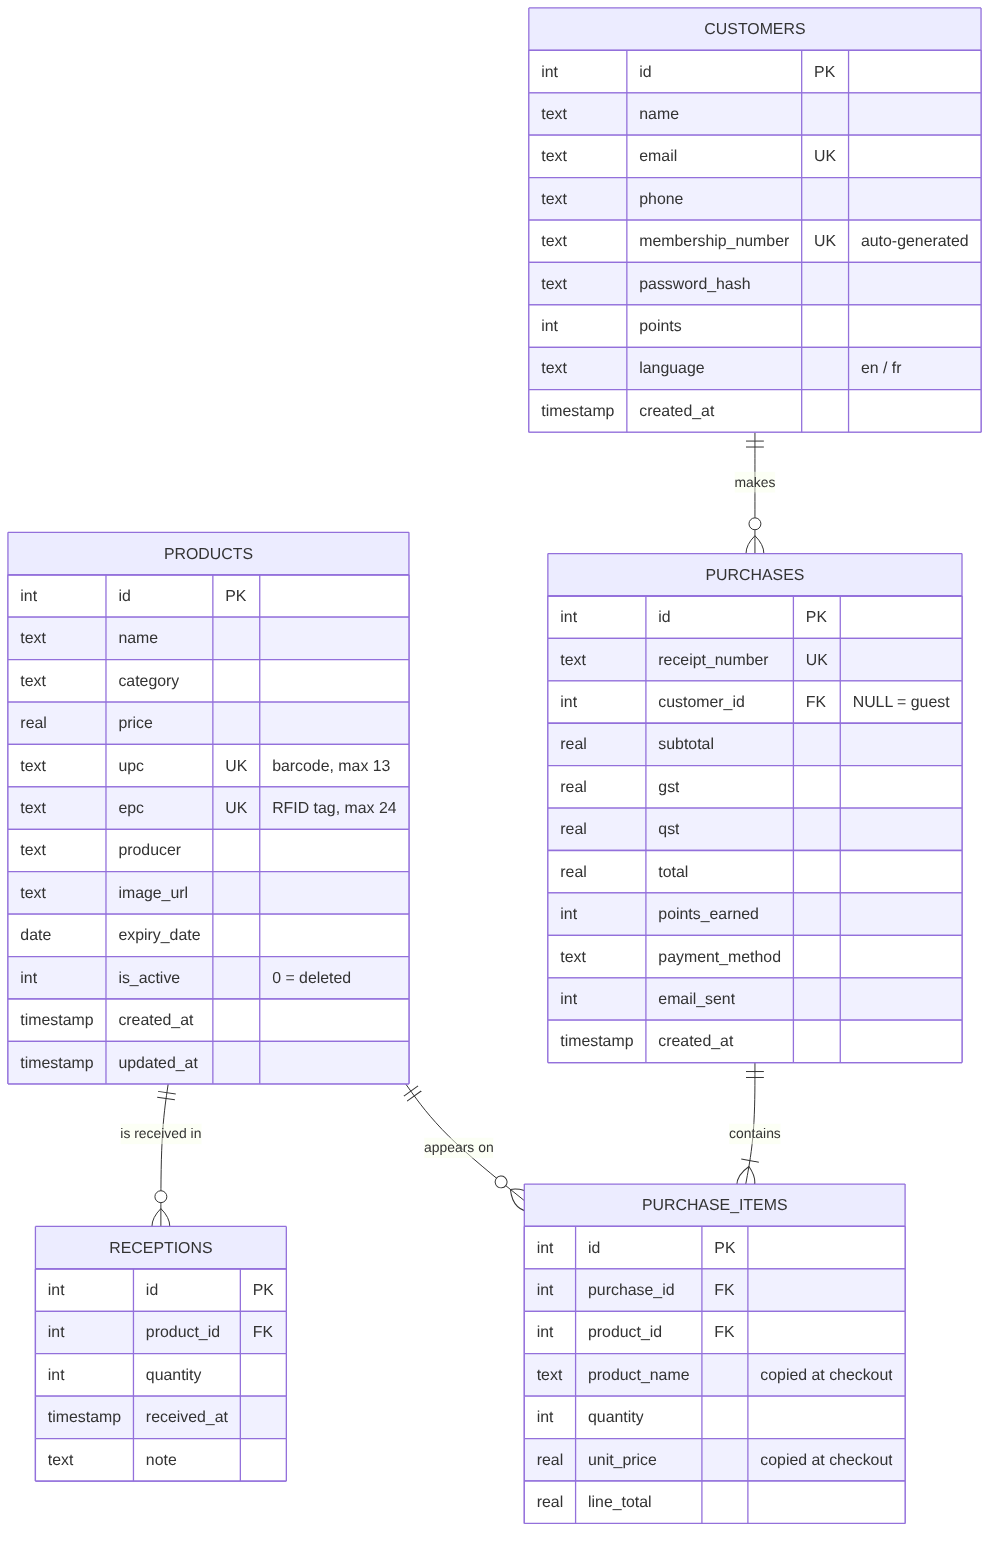 CUSTOMERS
int id PK
text name
text email UK
text phone
text membership_number UK auto-generated
text password_hash
int points
text language en / fr
timestamp created_at
makes
PRODUCTS
int id PK
text name
text category
real price
text upc UK barcode, max 13
text epc UK RFID tag, max 24
text producer
text image_url
date expiry_date
int is_active 0 = deleted
timestamp created_at
timestamp updated_at
PURCHASES
int id PK
text receipt_number UK
int customer_id FK NULL = guest
real subtotal
real gst
real qst
real total
int points_earned
text payment_method
int email_sent
timestamp created_at
is received in
appears on
contains
RECEPTIONS
int id PK
int product_id FK
int quantity
timestamp received_at
text note
PURCHASE_ITEMS
int id PK
int purchase_id FK
int product_id FK
text product_name copied at checkout
int quantity
real unit_price copied at checkout
real line_total